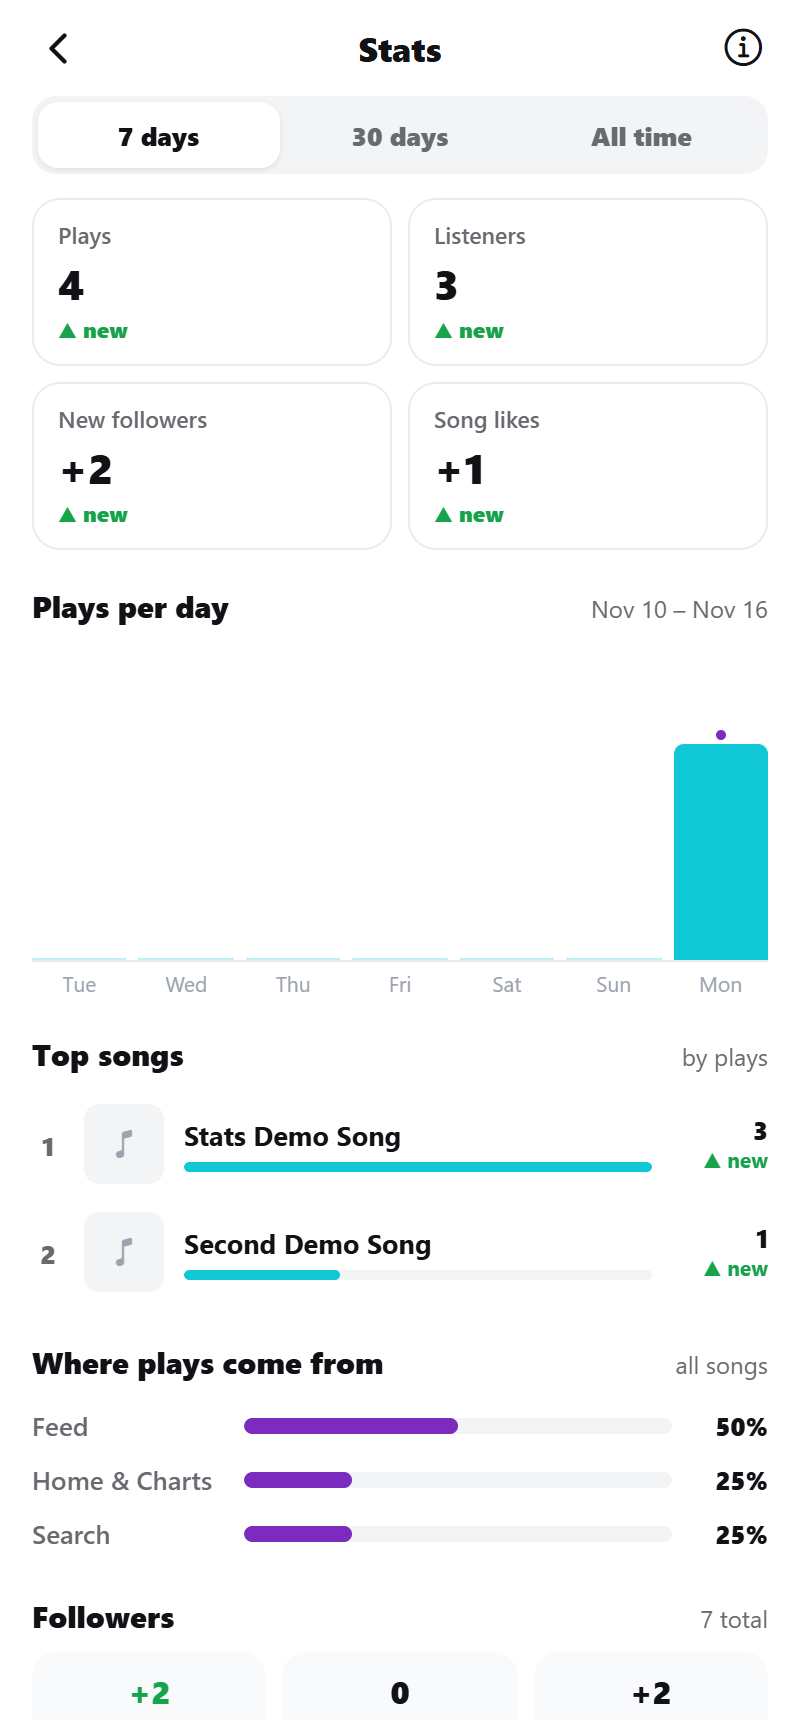 Stats
7 days 30 days All time
Plays
4
▲ new
Listeners
3
▲ new
New followers
+2
▲ new
Song likes
+1
▲ new
Plays per day Nov 10 – Nov 16
Tue Wed Thu Fri Sat Sun Mon
Top songs by plays
1 Stats Demo Song 3
▲ new
2 Second Demo Song 1
▲ new
Where plays come from all songs
Feed 50%
Home & Charts 25%
Search 25%
Followers 7 total
+2 0 +2